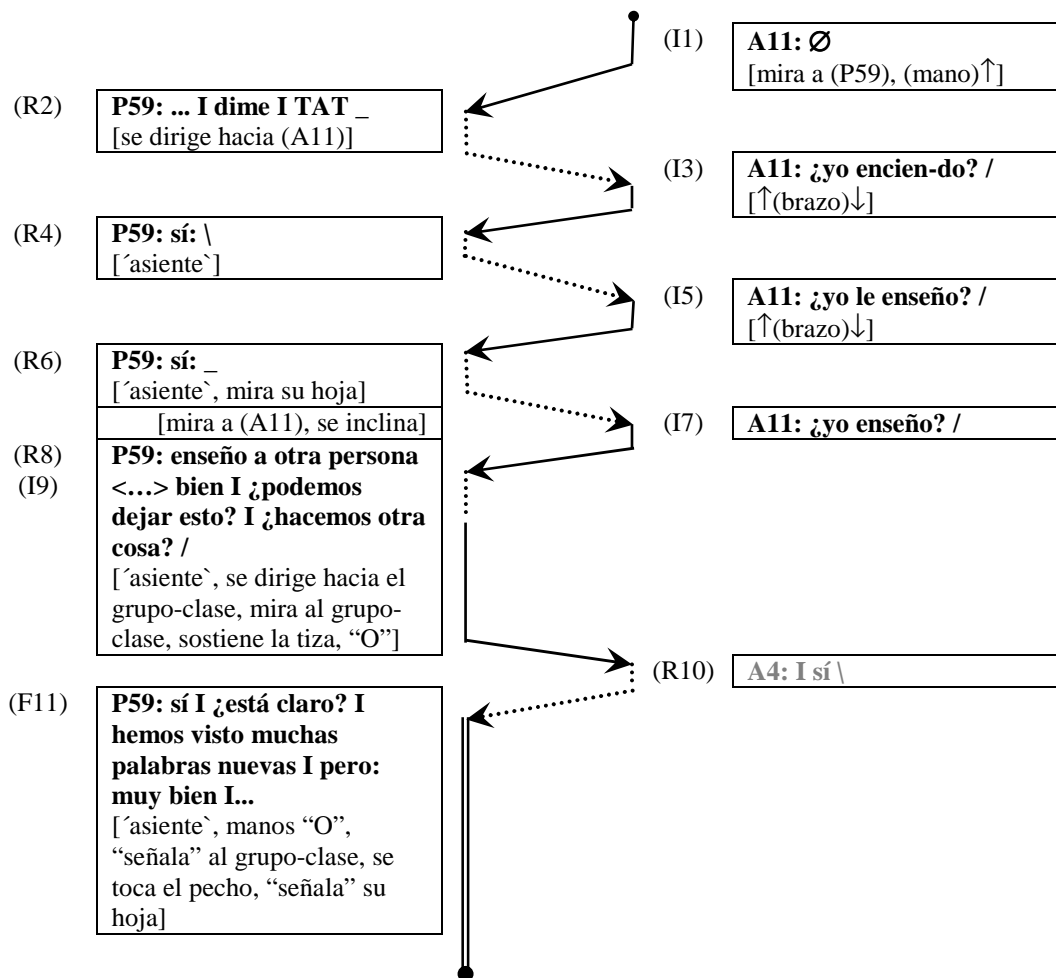 (I1)
A11: Ø
[mira a (P59), (mano)↑]
(R2)
P59: ... I dime I TAT _
[se dirige hacia (A11)]
(I3)
A11: ¿yo encien-do? /
[↑(brazo)↓]
(R4)
P59: sí: \
[´asiente`]
(I5)
A11: ¿yo le enseño? /
[↑(brazo)↓]
(R6)
P59: sí: _
[´asiente`, mira su hoja]
[mira a (A11), se inclina]
(I7)
A11: ¿yo enseño? /
(R8)
(I9)
P59: enseño a otra persona
<...> bien I ¿podemos
dejar esto? I ¿hacemos otra
cosa? /
[´asiente`, se dirige hacia el
grupo-clase, mira al grupo-
clase, sostiene la tiza, “O”]
(R10)
A4: I sí \
(F11)
P59: sí I ¿está claro? I
hemos visto muchas
palabras nuevas I pero:
muy bien I...
[´asiente`, manos “O”,
“señala” al grupo-clase, se
toca el pecho, “señala” su
hoja]